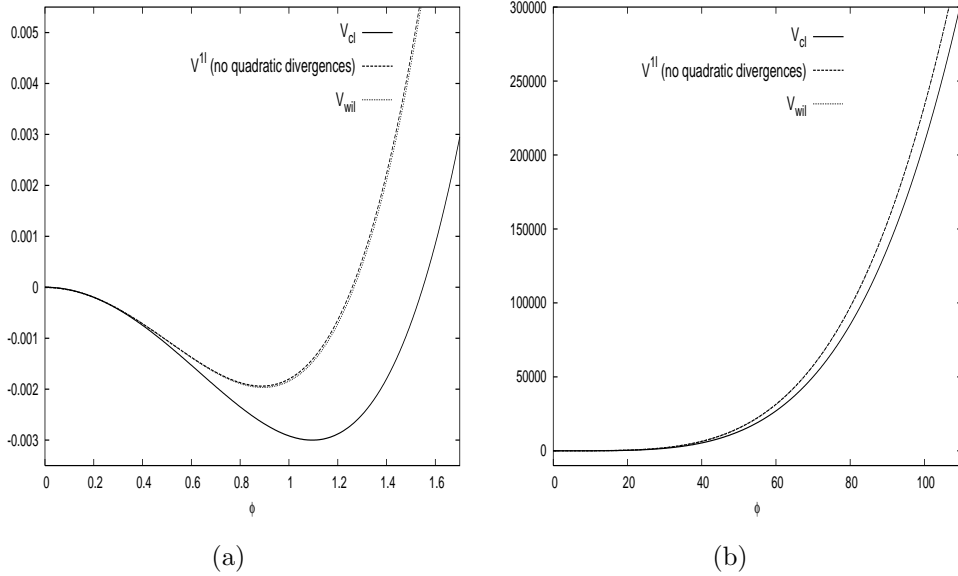 0.005
0.004
0.003
0.002
0.001
0
-0.001
-0.002
-0.003
0 0.2 0.4 0.6 0.8 1 1.2 1.4 1.6
ϕ
V_cl
V^1l (no quadratic divergences)
V_wil
(a)
300000
250000
200000
150000
100000
50000
0
0 20 40 60 80 100
ϕ
V_cl
V^1l (no quadratic divergences)
V_wil
(b)